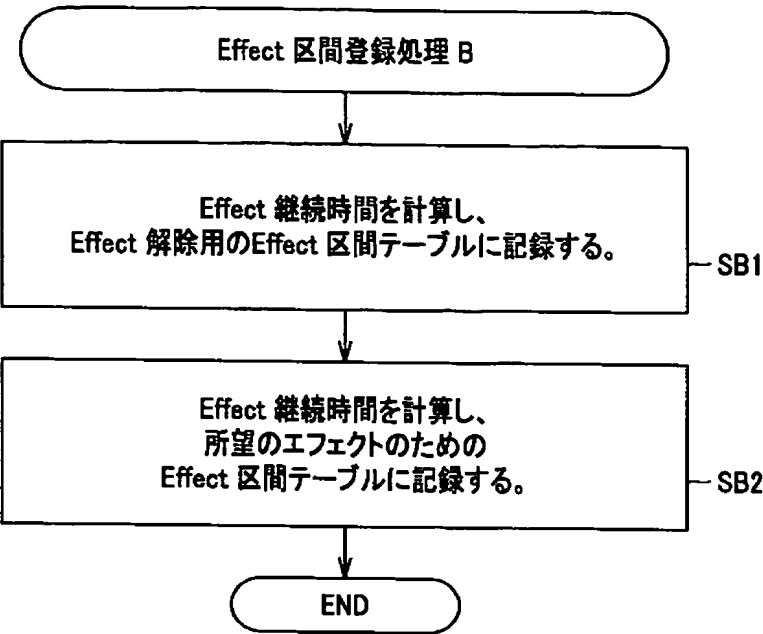 Effect 区間登録処理 B
Effect 継続時間を計算し、
Effect 解除用のEffect 区間テーブルに記録する。
SB1
Effect 継続時間を計算し、
所望のエフェクトのための
Effect 区間テーブルに記録する。
SB2
END